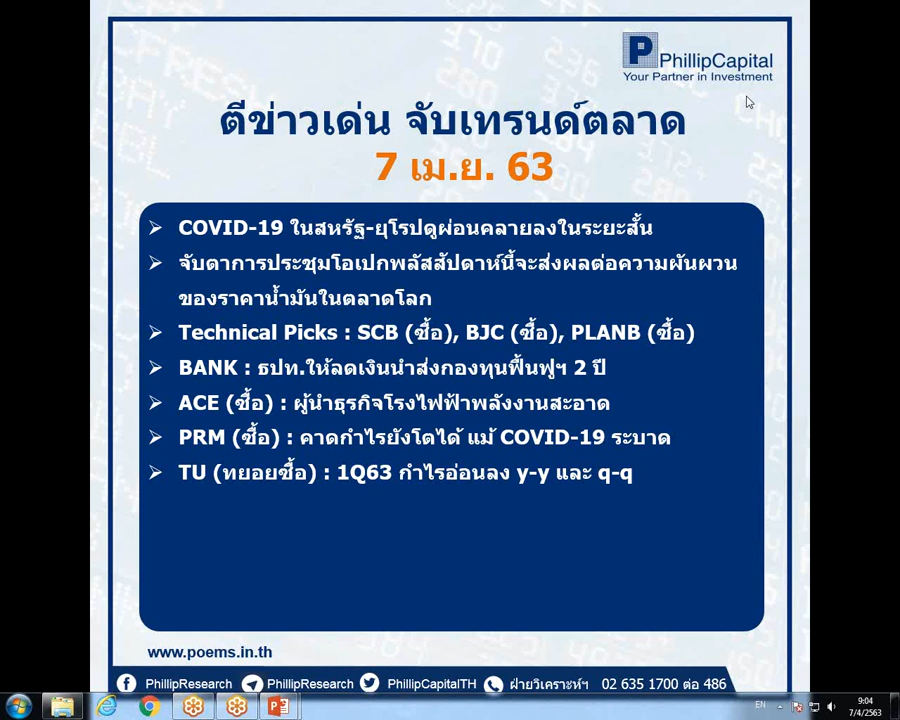 P PhillipCapital
Your Partner in Investment
ตีข่าวเด่น จับเทรนด์ตลาด
7 เม.ย. 63
➢ COVID-19 ในสหรัฐ-ยุโรปดูผ่อนคลายลงในระยะสั้น
➢ จับตาการประชุมโอเปกพลัสสัปดาห์นี้จะส่งผลต่อความผันผวน
ของราคาน้ำมันในตลาดโลก
➢ Technical Picks : SCB (ซื้อ), BJC (ซื้อ), PLANB (ซื้อ)
➢ BANK : ธปท.ให้ลดเงินนำส่งกองทุนฟื้นฟูฯ 2 ปี
➢ ACE (ซื้อ) : ผู้นำธุรกิจโรงไฟฟ้าพลังงานสะอาด
➢ PRM (ซื้อ) : คาดกำไรยังโตได้ แม้ COVID-19 ระบาด
➢ TU (ทยอยซื้อ) : 1Q63 กำไรอ่อนลง y-y และ q-q
www.poems.in.th
PhillipResearch PhillipResearch PhillipCapitalTH ฝ่ายวิเคราะห์ฯ 02 635 1700 ต่อ 486
EN 9:04
7/4/2563